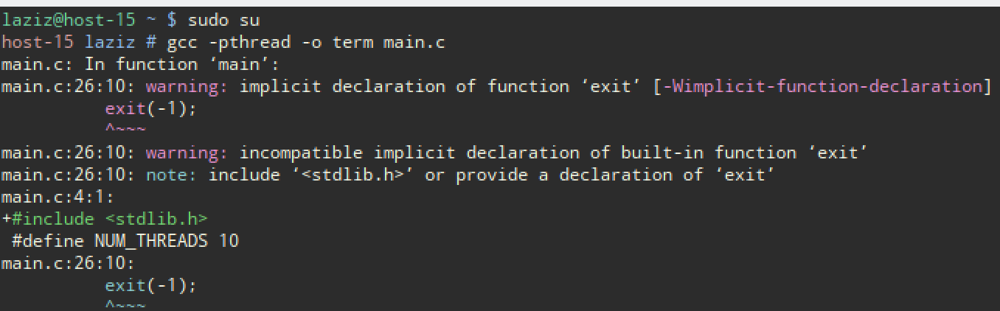 laziz@host-15 ~ $ sudo su
host-15 laziz # gcc -pthread -o term main.c
main.c: In function ‘main’:
main.c:26:10: warning: implicit declaration of function ‘exit’ [-Wimplicit-function-declaration]
          exit(-1);
          ^~~~
main.c:26:10: warning: incompatible implicit declaration of built-in function ‘exit’
main.c:26:10: note: include ‘<stdlib.h>’ or provide a declaration of ‘exit’
main.c:4:1:
+#include <stdlib.h>
 #define NUM_THREADS 10
main.c:26:10:
          exit(-1);
          ^~~~